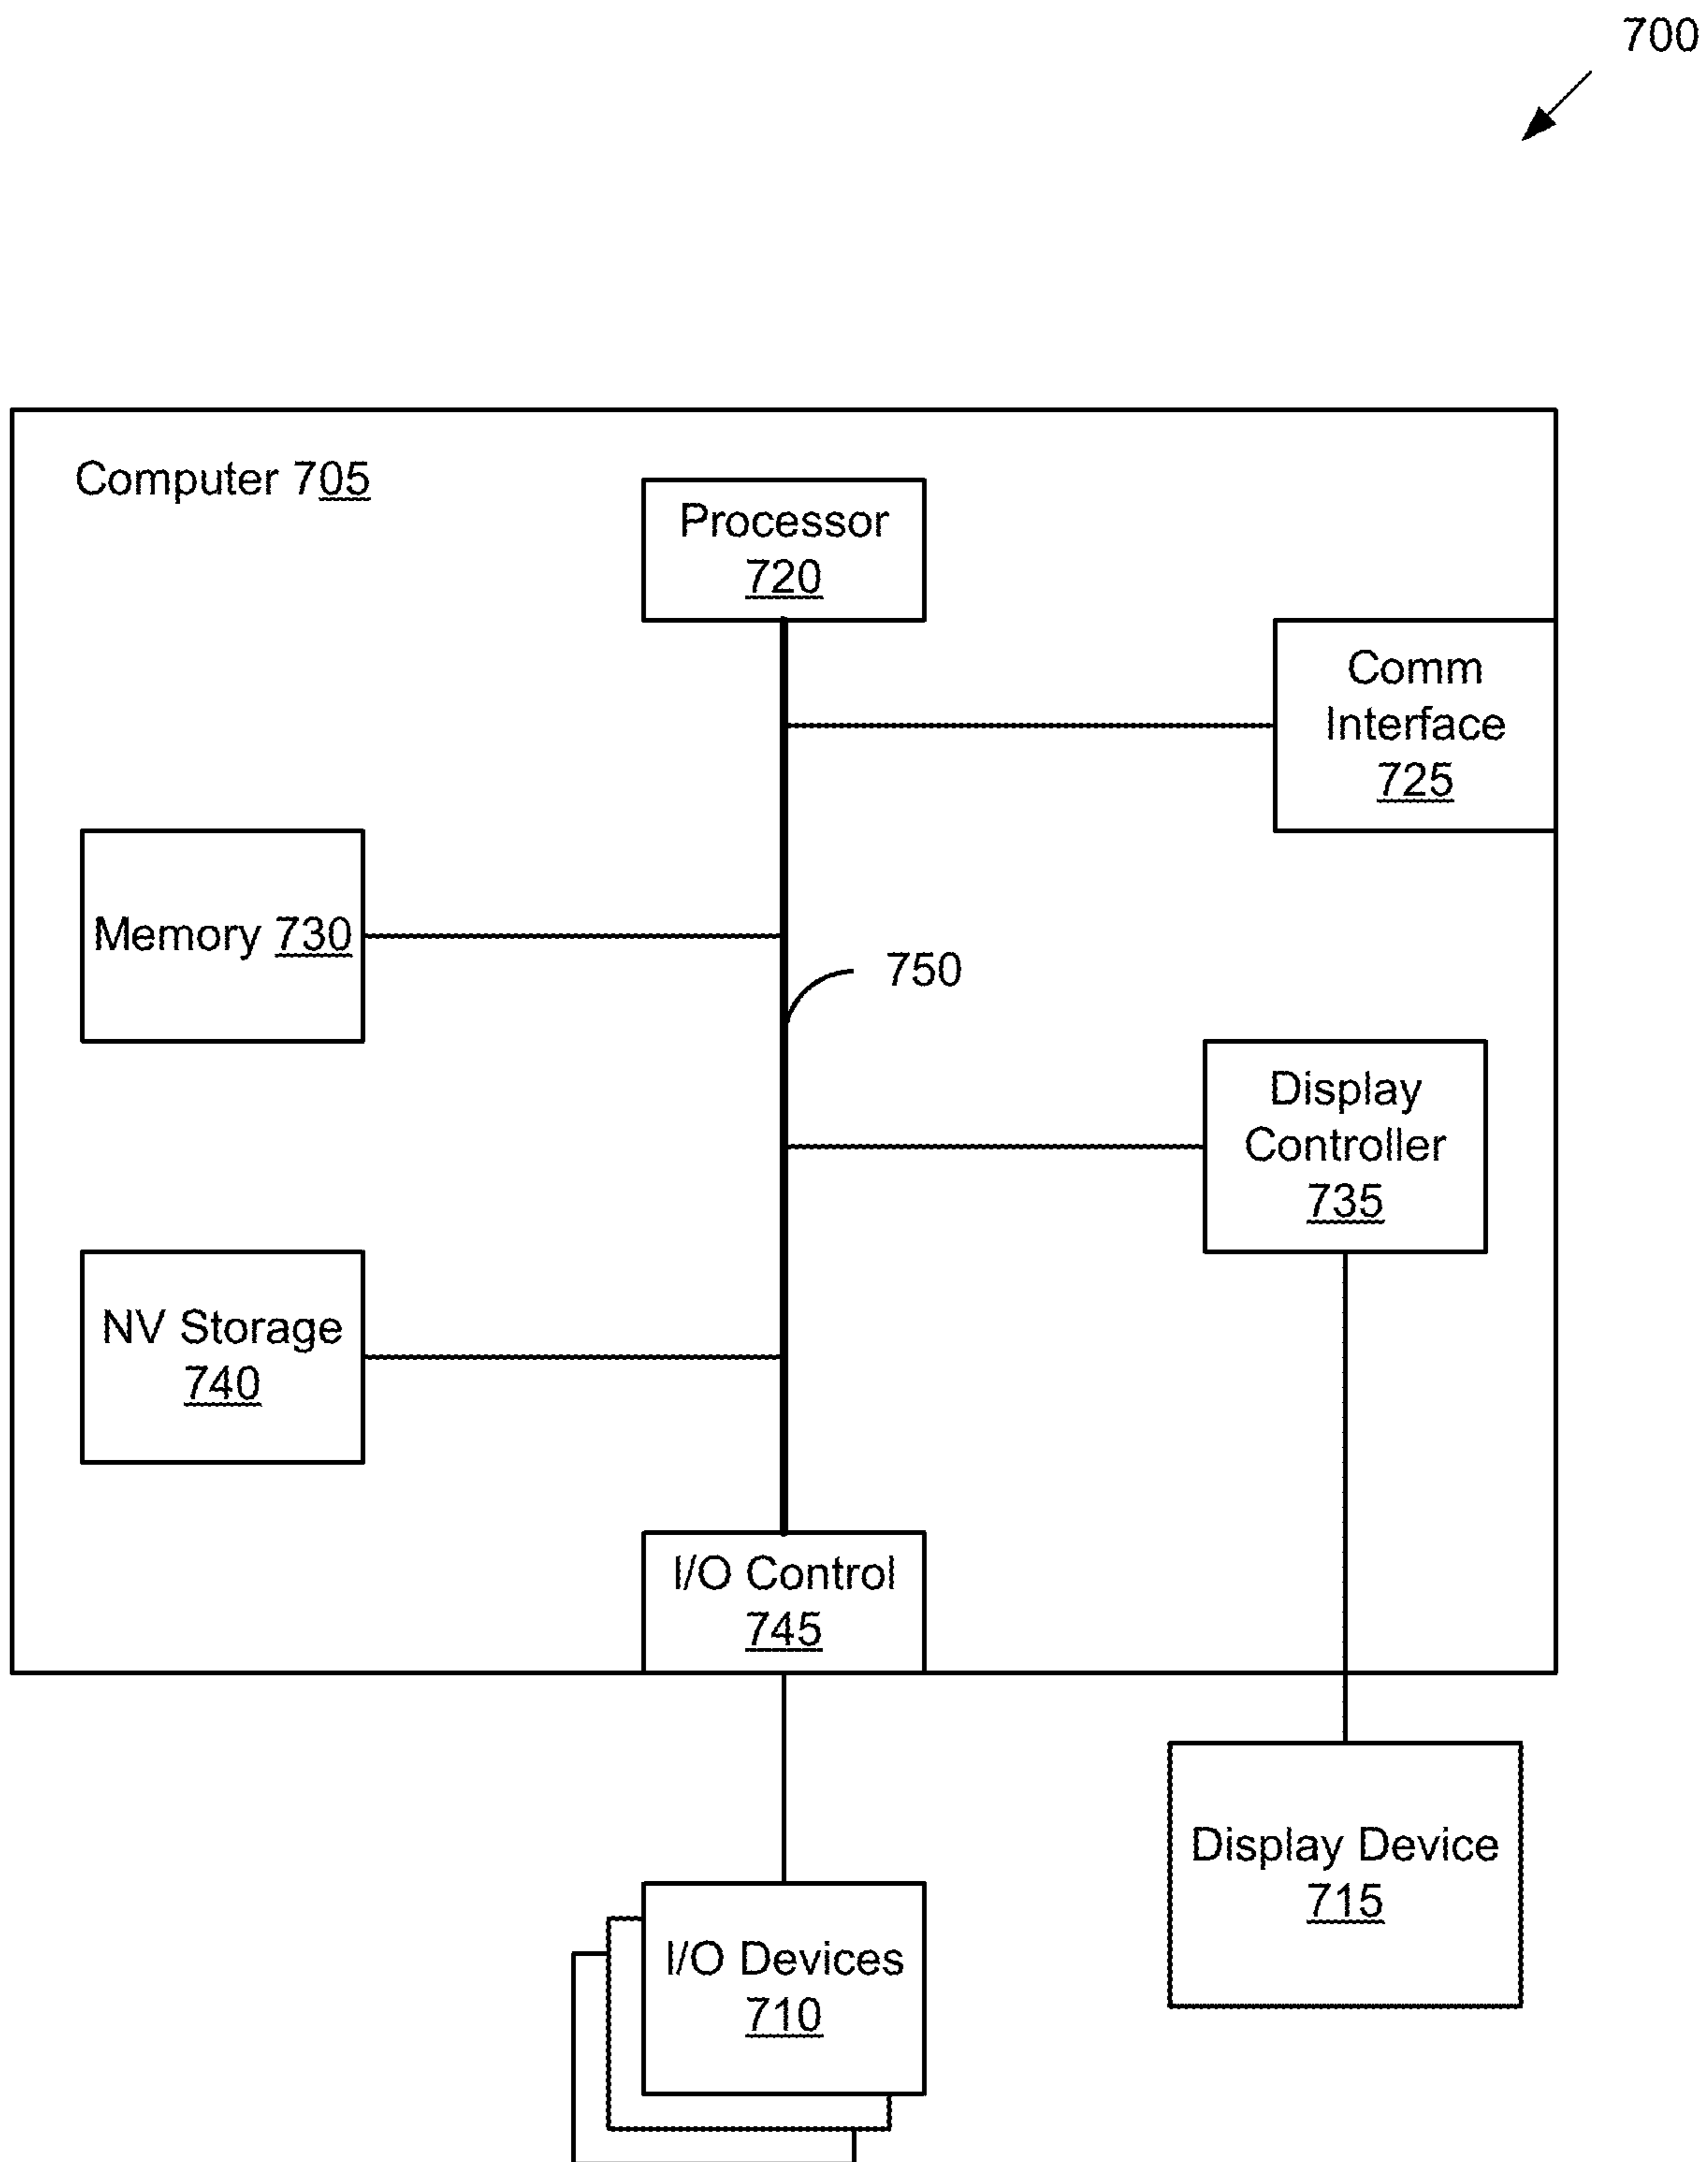 700
Computer 705
Processor
720
Comm
Interface
725
Memory 730
750
Display
Controller
735
NV Storage
740
I/O Control
745
Display Device
715
I/O Devices
710